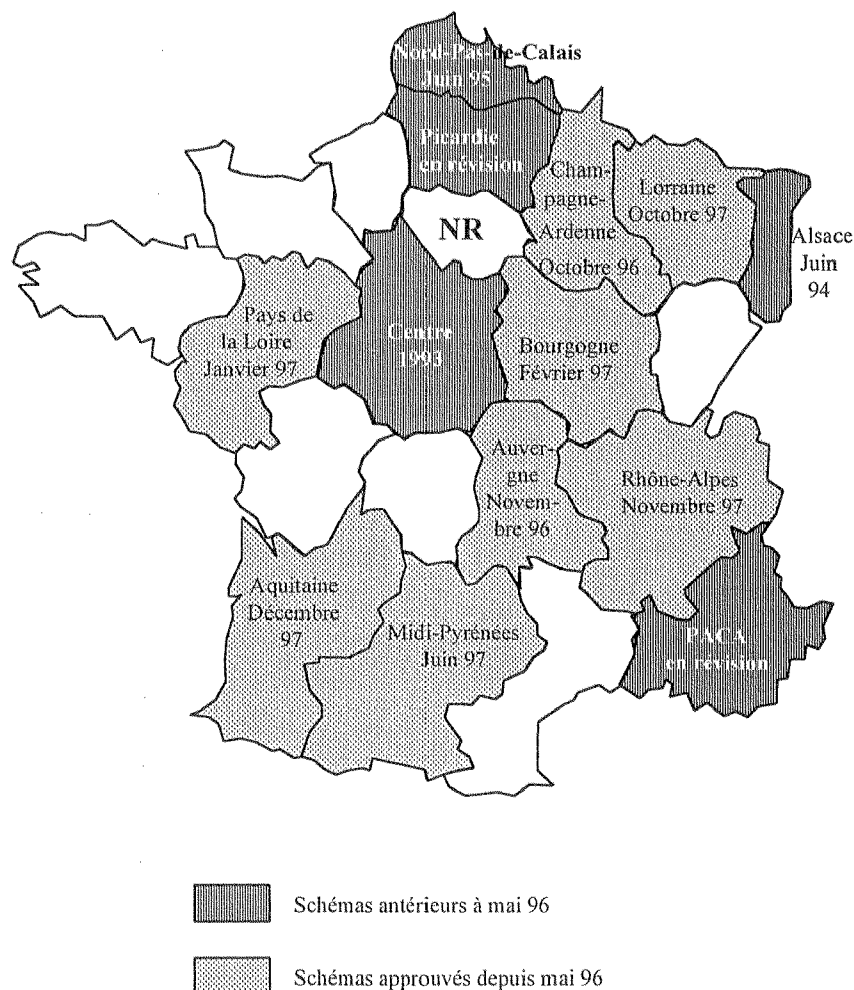 Nord-Pas-de-Calais
Juin 95
Picardie
en révision
Cham-
pagne-
Ardenne
Octobre 96
Lorraine
Octobre 97
Alsace
Juin
94
NR
Pays de
la Loire
Janvier 97
Centre
1993
Bourgogne
Février 97
Auver-
gne
Novem-
bre 96
Rhône-Alpes
Novembre 97
Aquitaine
Décembre
97
Midi-Pyrénées
Juin 97
PACA
en révision
Schémas antérieurs à mai 96
Schémas approuvés depuis mai 96